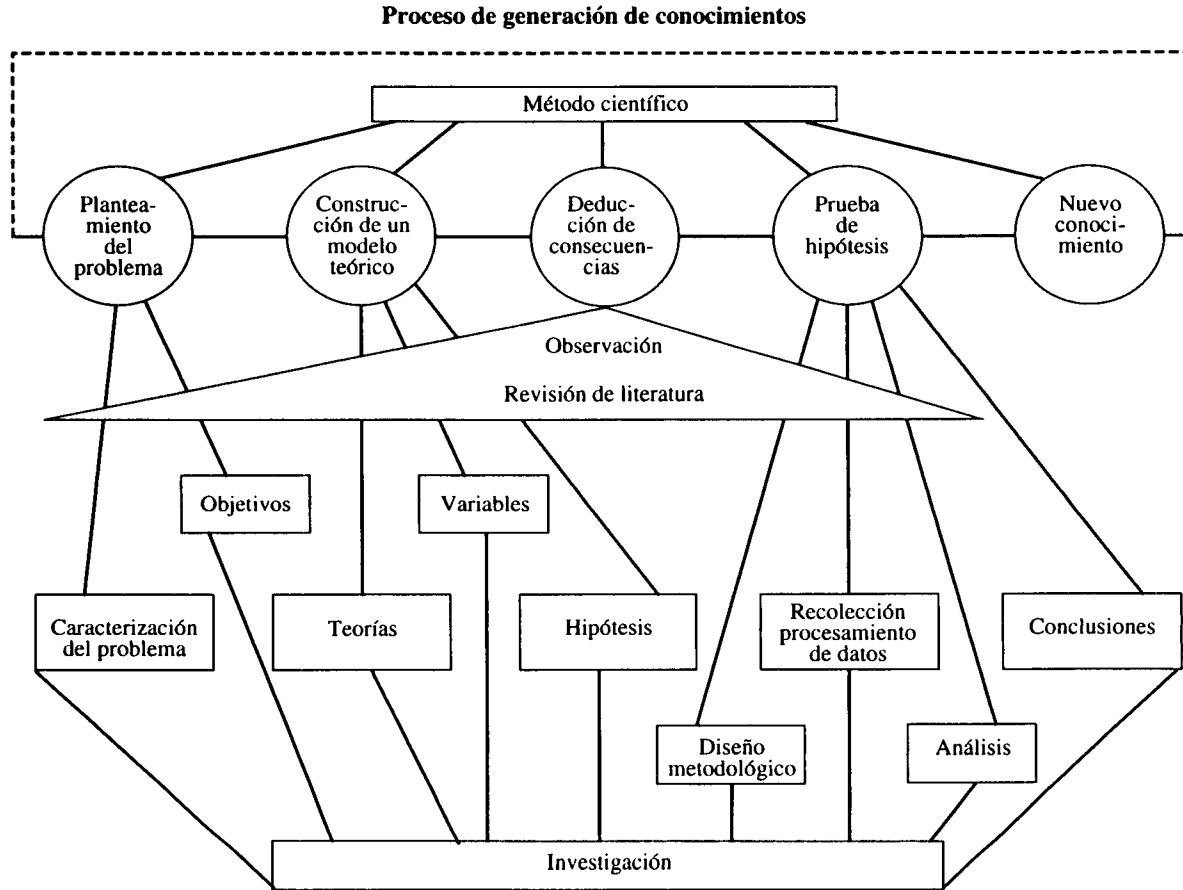 Proceso de generación de conocimientos
Método científico
Plantea-
miento
del
problema
Construc-
ción de un
modelo
teórico
Deduc-
ción de
consecuen-
cias
Prueba
de
hipótesis
Nuevo
conoci-
miento
Observación
Revisión de literatura
Objetivos
Variables
Caracterización
del problema
Teorías
Hipótesis
Recolección
procesamiento
de datos
Conclusiones
Diseño
metodológico
Análisis
Investigación